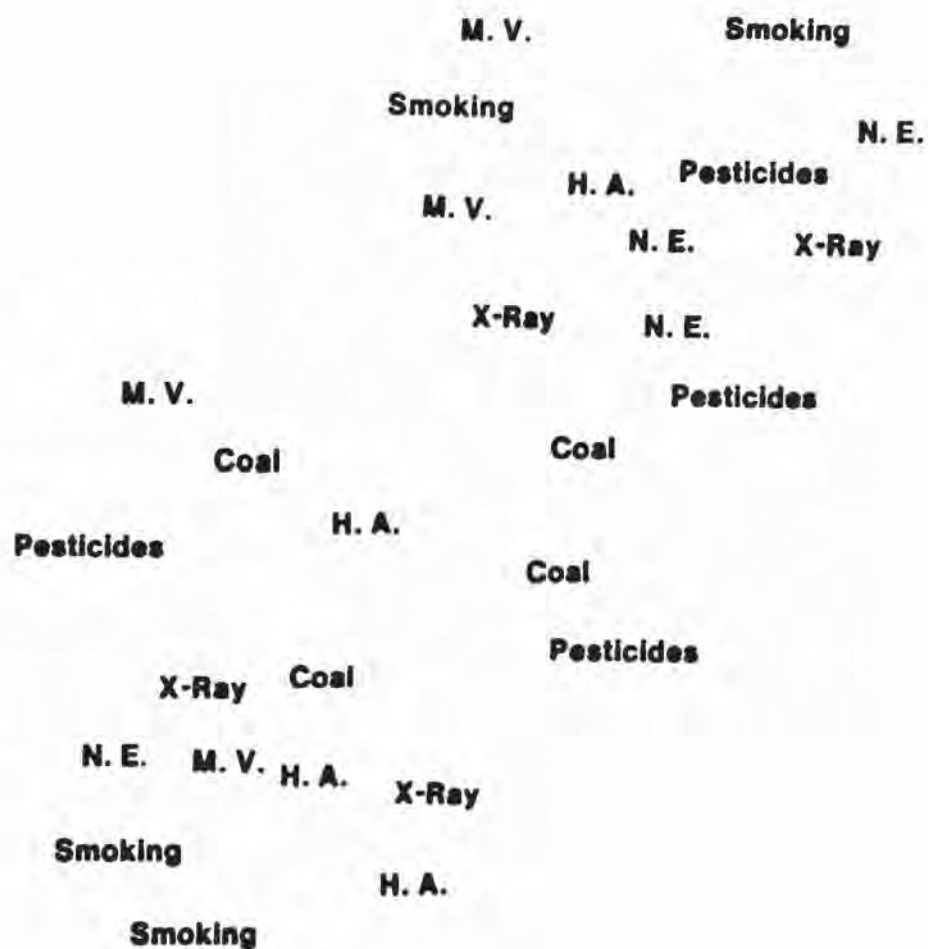 M. V.
Smoking
Smoking
N. E.
Pesticides
H. A.
M. V.
N. E.
X-Ray
X-Ray
N. E.
M. V.
Pesticides
Coal
Coal
H. A.
Pesticides
Coal
Pesticides
X-Ray
Coal
N. E.
M. V.
H. A.
X-Ray
Smoking
H. A.
Smoking